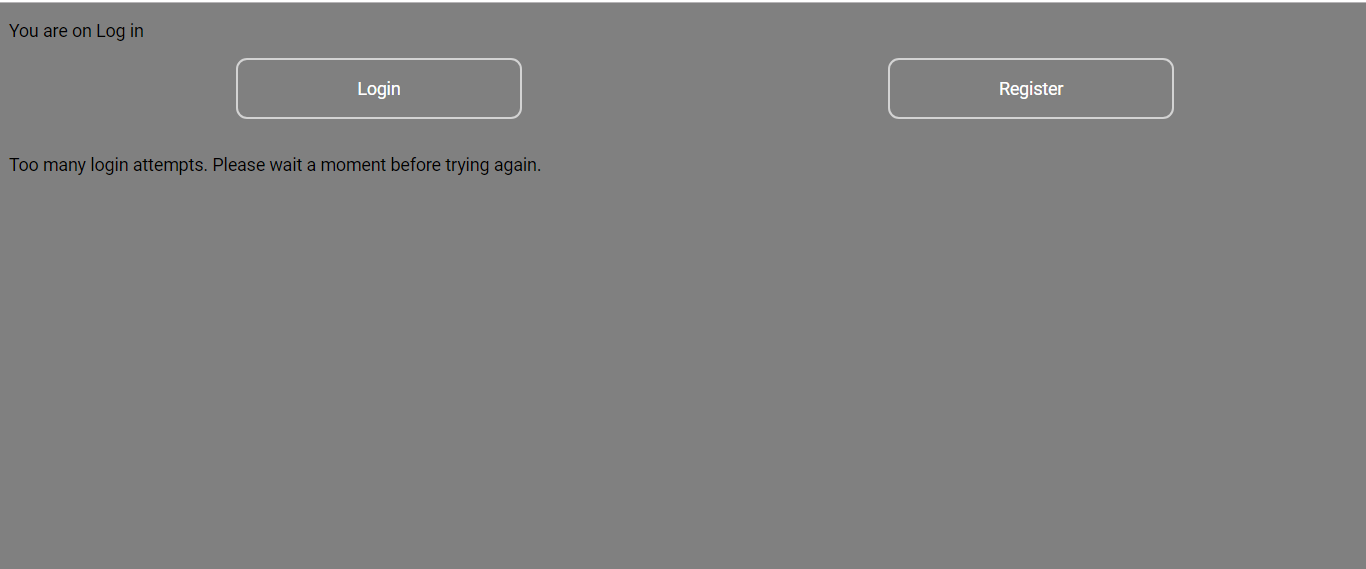 You are on Log in
Login
Register
Too many login attempts. Please wait a moment before trying again.